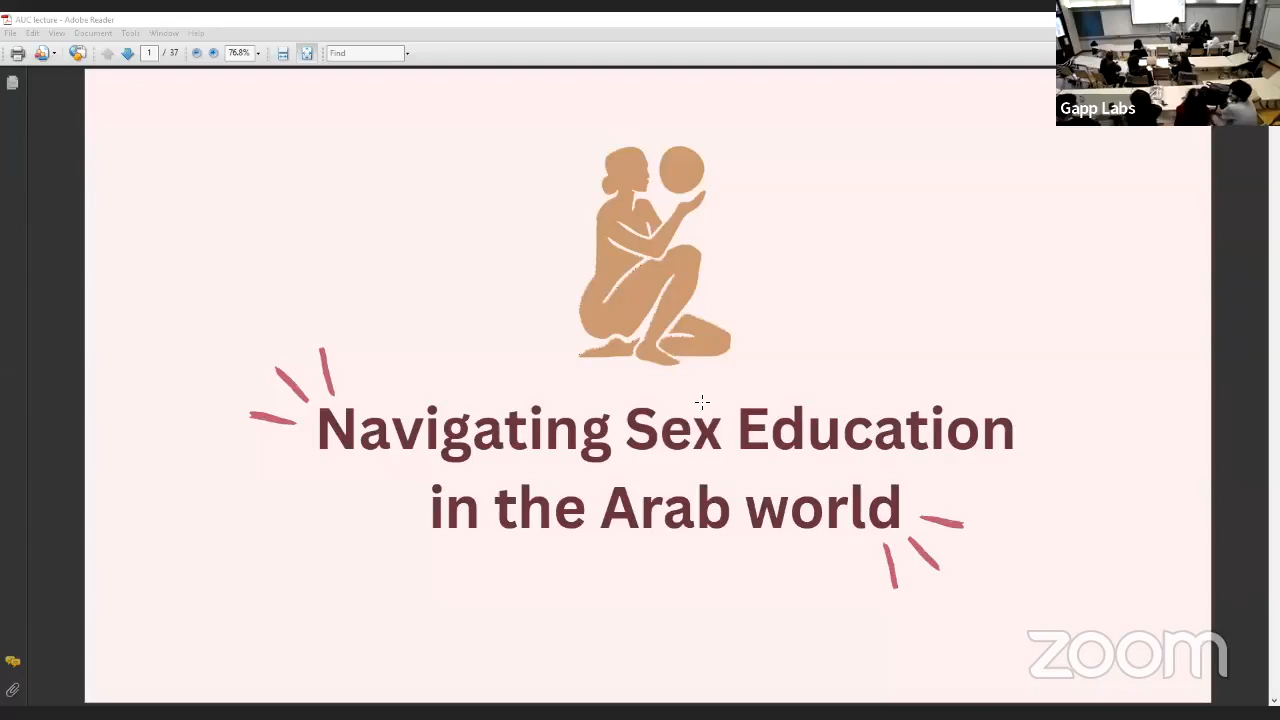 AUC lecture - Adobe Reader
File Edit View Document Tools Window Help
1 / 37 76.8% Find
Gapp Labs
Navigating Sex Education
in the Arab world
zoom